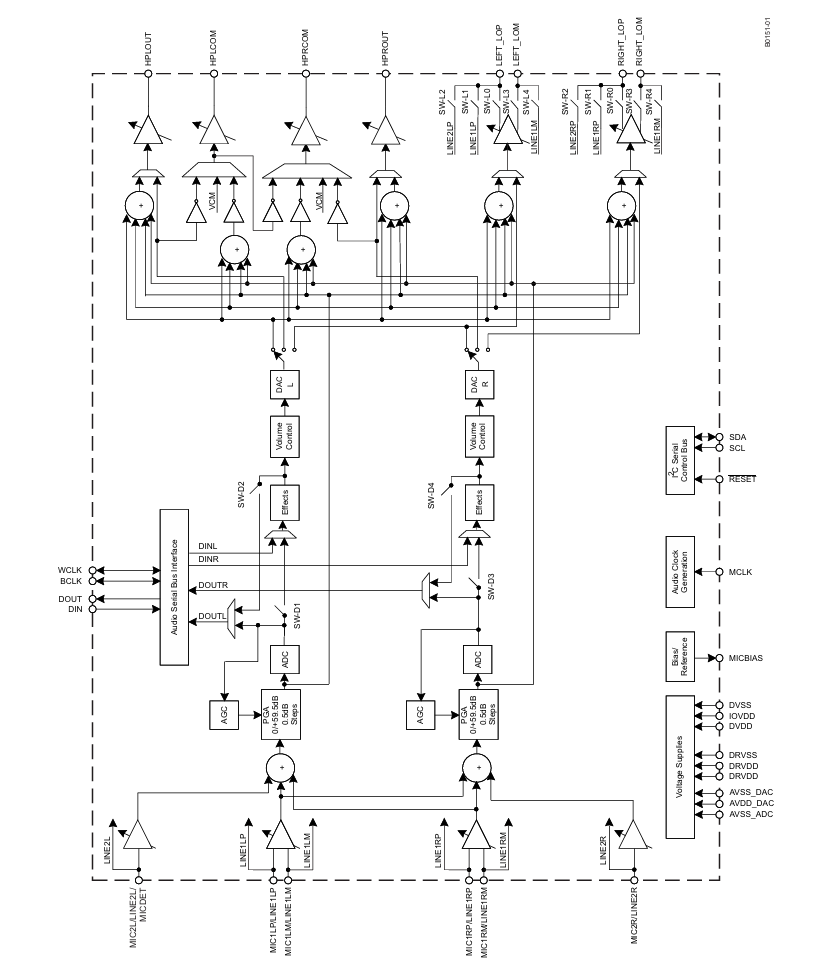 HPLOUT
HPLCOM
HPRCOM
HPROUT
LEFT_LOP
LEFT_LOM
RIGHT_LOP
RIGHT_LOM
B0151-01
SW-L2
SW-L1
SW-L0
SW-L3
SW-L4
LINE2LP
LINE1LP
LINE1LM
SW-R2
SW-R1
SW-R0
SW-R3
SW-R4
LINE2RP
LINE1RP
LINE1RM
VCM
VCM
+
+
+
+
+
+
DAC
L
DAC
R
Volume
Control
Volume
Control
SW-D2
Effects
SW-D4
Effects
I2C Serial
Control Bus
SDA
SCL
RESET
WCLK
BCLK
DOUT
DIN
Audio Serial Bus Interface
DINL
DINR
DOUTR
DOUTL
SW-D1
SW-D3
Audio Clock
Generation
MCLK
ADC
ADC
Bias/
Reference
MICBIAS
AGC
PGA
0/+59.5dB
0.5dB
Steps
AGC
PGA
0/+59.5dB
0.5dB
Steps
Voltage Supplies
DVSS
IOVDD
DVDD
DRVSS
DRVDD
DRVDD
AVSS_DAC
AVDD_DAC
AVSS_ADC
+
+
LINE2L
LINE1LP
LINE1LM
LINE1RP
LINE1RM
LINE2R
MIC2L/LINE2L/
MICDET
MIC1LP/LINE1LP
MIC1LM/LINE1LM
MIC1RP/LINE1RP
MIC1RM/LINE1RM
MIC2R/LINE2R